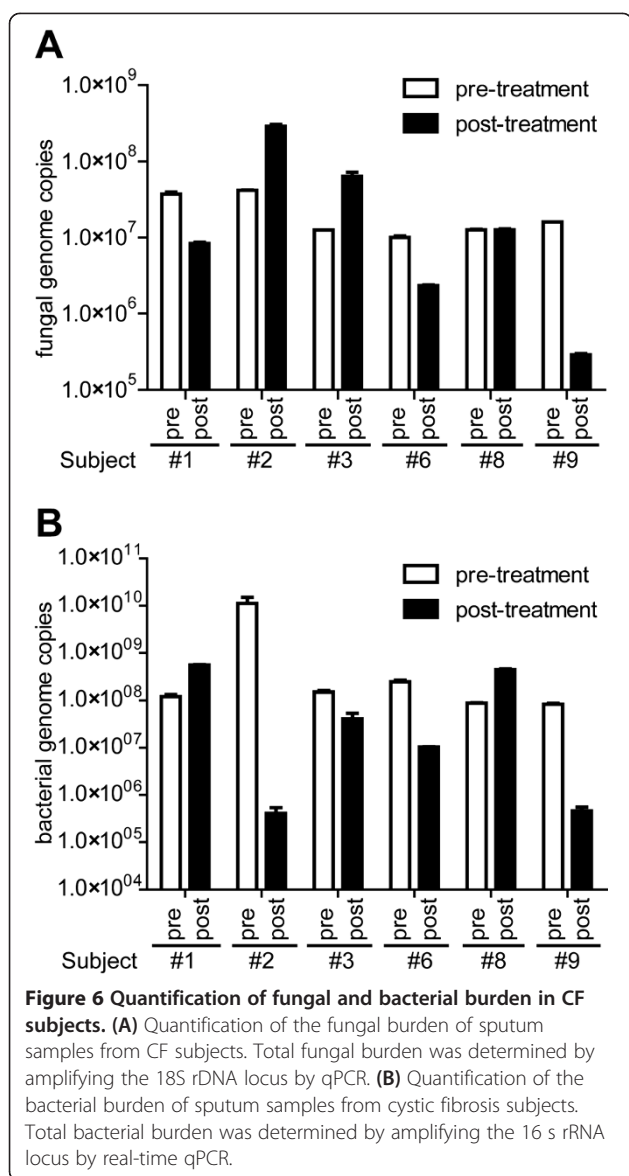 A
1.0×10⁹
1.0×10⁸
1.0×10⁷
1.0×10⁶
1.0×10⁵
fungal genome copies
pre-treatment
post-treatment
pre post pre post pre post pre post pre post pre post
Subject #1 #2 #3 #6 #8 #9
B
1.0×10¹¹
1.0×10¹⁰
1.0×10⁰⁹
1.0×10⁰⁸
1.0×10⁰⁷
1.0×10⁰⁶
1.0×10⁰⁵
1.0×10⁰⁴
bacterial genome copies
pre-treatment
post-treatment
pre post pre post pre post pre post pre post pre post
Subject #1 #2 #3 #6 #8 #9
Figure 6 Quantification of fungal and bacterial burden in CF
subjects. (A) Quantification of the fungal burden of sputum
samples from CF subjects. Total fungal burden was determined by
amplifying the 18S rDNA locus by qPCR. (B) Quantification of the
bacterial burden of sputum samples from cystic fibrosis subjects.
Total bacterial burden was determined by amplifying the 16 s rRNA
locus by real-time qPCR.